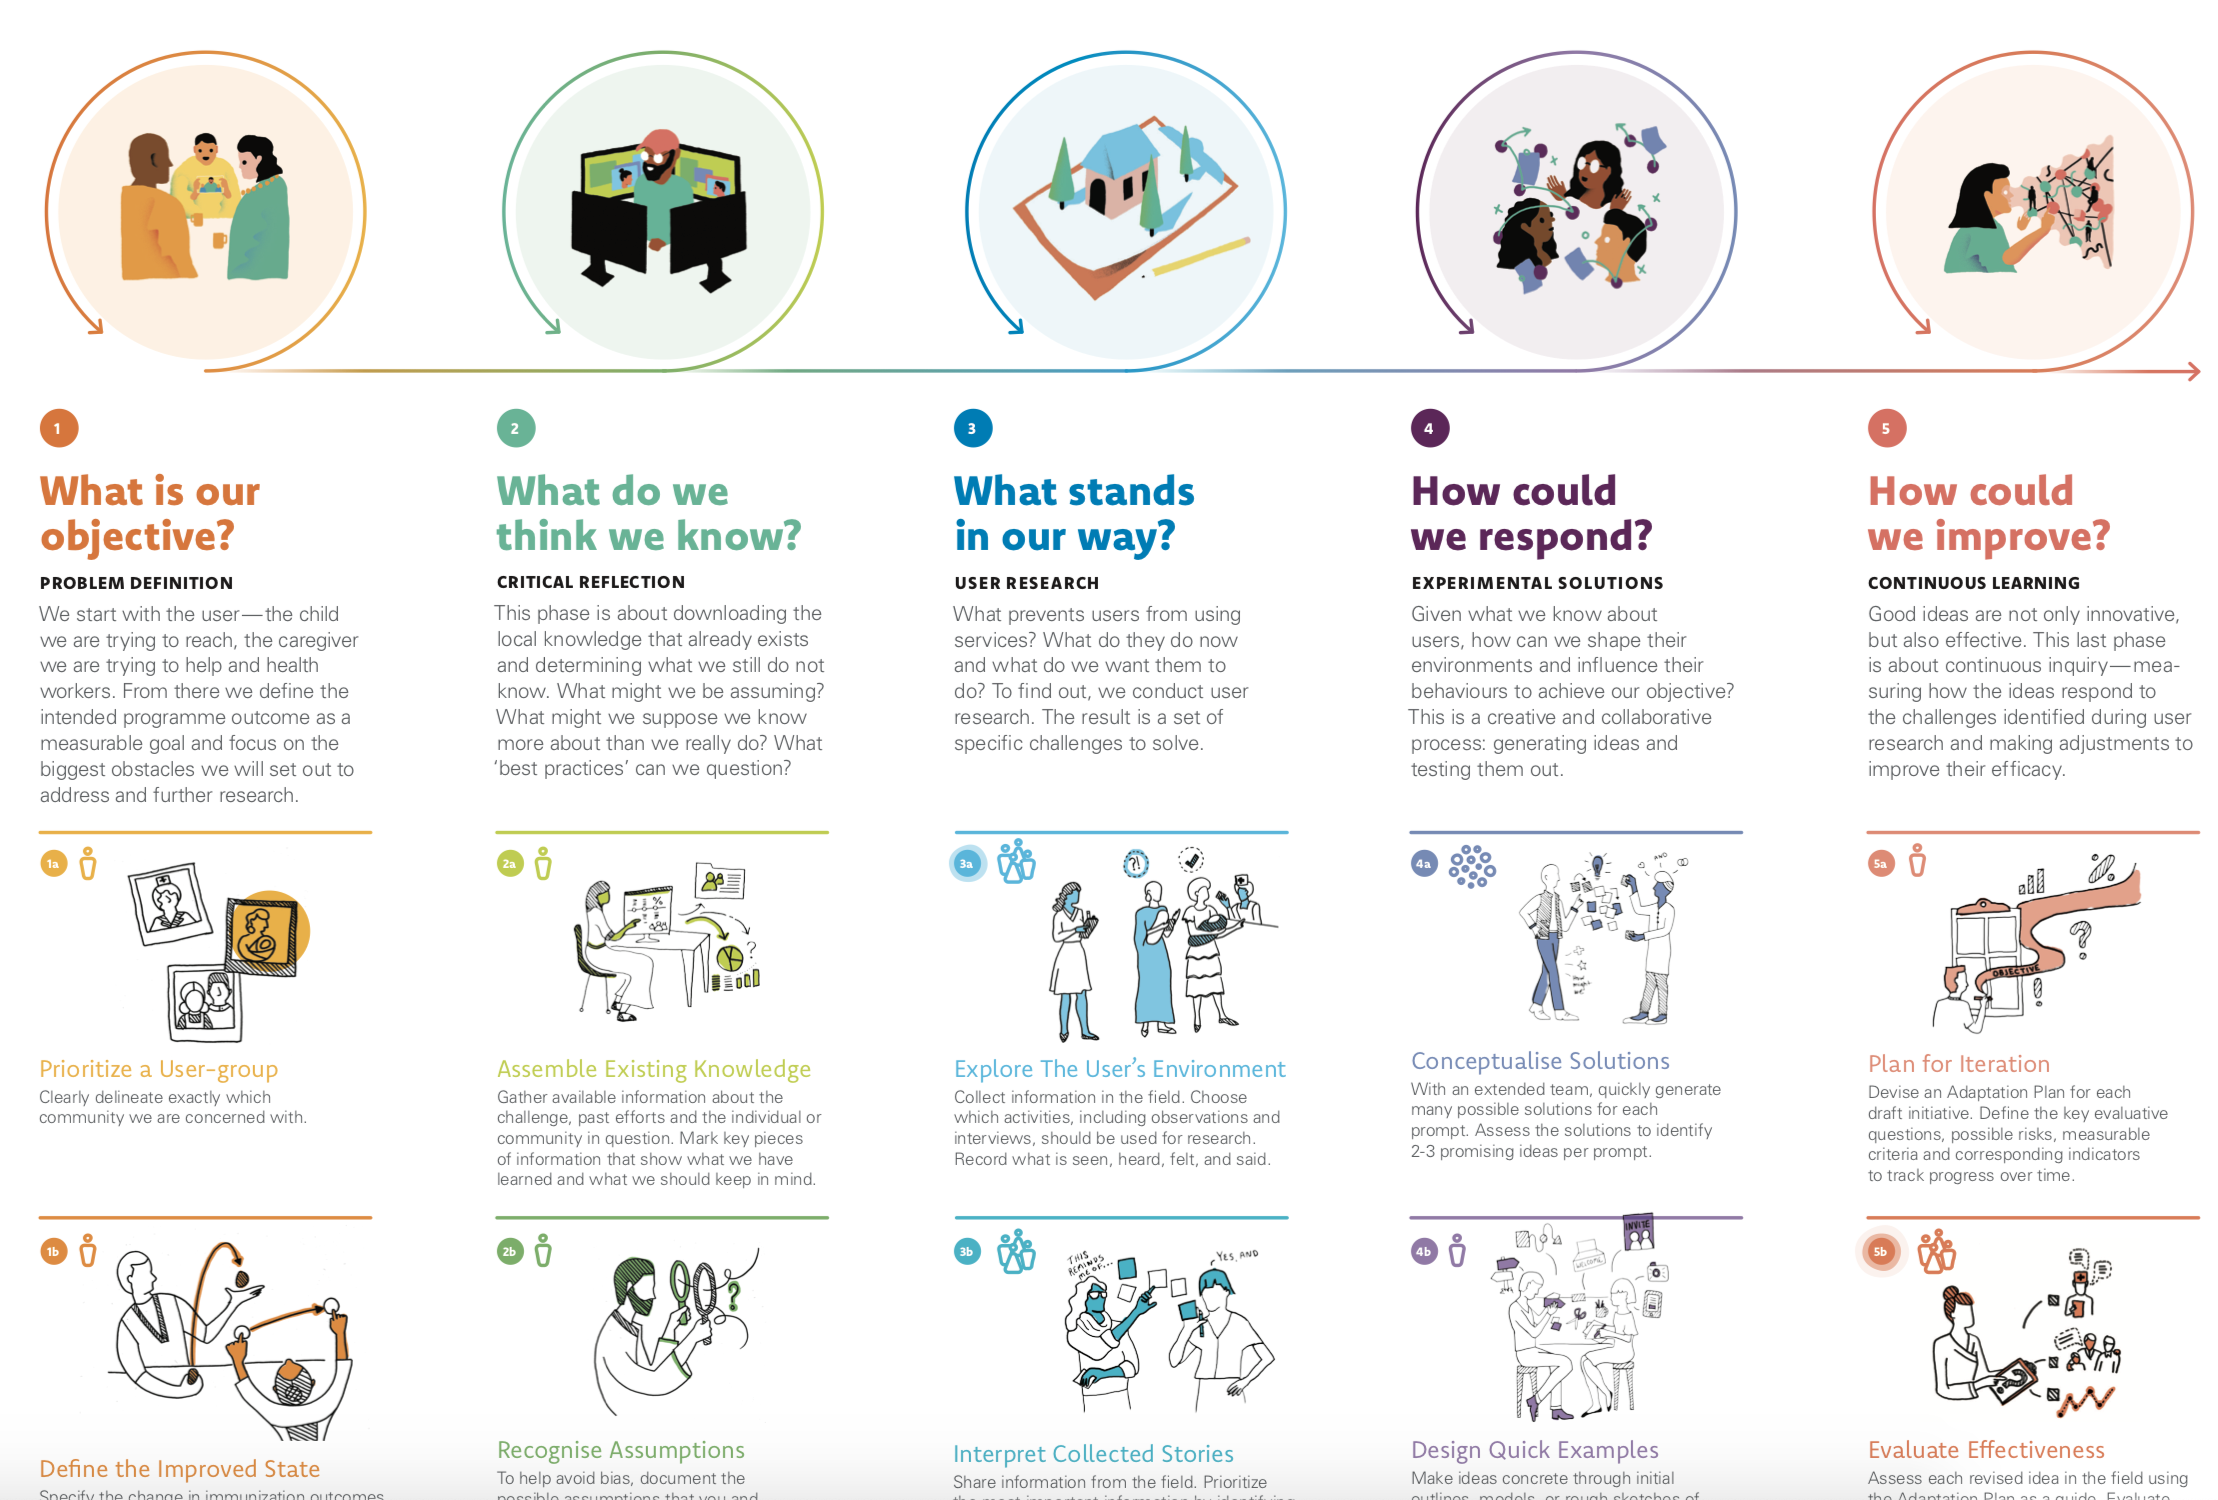 1
What is our
objective?
PROBLEM DEFINITION
We start with the user—the child
we are trying to reach, the caregiver
we are trying to help and health
workers. From there we define the
intended programme outcome as a
measurable goal and focus on the
biggest obstacles we will set out to
address and further research.
1a
Prioritize a User-group
Clearly delineate exactly which
community we are concerned with.
1b
Define the Improved State
Specify the change in immunization outcomes
2
What do we
think we know?
CRITICAL REFLECTION
This phase is about downloading the
local knowledge that already exists
and determining what we still do not
know. What might we be assuming?
What might we suppose we know
more about than we really do? What
‘best practices’ can we question?
2a
%
?
Assemble Existing Knowledge
Gather available information about the
challenge, past efforts and the individual or
community in question. Mark key pieces
of information that show what we have
learned and what we should keep in mind.
2b
?
Recognise Assumptions
To help avoid bias, document the
possible assumptions that you and
3
What stands
in our way?
USER RESEARCH
What prevents users from using
services? What do they do now
and what do we want them to
do? To find out, we conduct user
research. The result is a set of
specific challenges to solve.
3a
?!
Explore The User’s Environment
Collect information in the field. Choose
which activities, including observations and
interviews, should be used for research.
Record what is seen, heard, felt, and said.
3b
THIS
REMINDS
ME OF...
YES, AND
Interpret Collected Stories
Share information from the field. Prioritize
the most important information by identifying
4
How could
we respond?
EXPERIMENTAL SOLUTIONS
Given what we know about
users, how can we shape their
environments and influence their
behaviours to achieve our objective?
This is a creative and collaborative
process: generating ideas and
testing them out.
4a
AND
Conceptualise Solutions
With an extended team, quickly generate
many possible solutions for each
prompt. Assess the solutions to identify
2-3 promising ideas per prompt.
4b
INVITE
WELCOME
Design Quick Examples
Make ideas concrete through initial
outlines, models, or rough sketches of
5
How could
we improve?
CONTINUOUS LEARNING
Good ideas are not only innovative,
but also effective. This last phase
is about continuous inquiry—mea-
suring how the ideas respond to
the challenges identified during user
research and making adjustments to
improve their efficacy.
5a
OBJECTIVE
?
!
Plan for Iteration
Devise an Adaptation Plan for each
draft initiative. Define the key evaluative
questions, possible risks, measurable
criteria and corresponding indicators
to track progress over time.
5b
Evaluate Effectiveness
Assess each revised idea in the field using
the Adaptation Plan as a guide. Evaluate